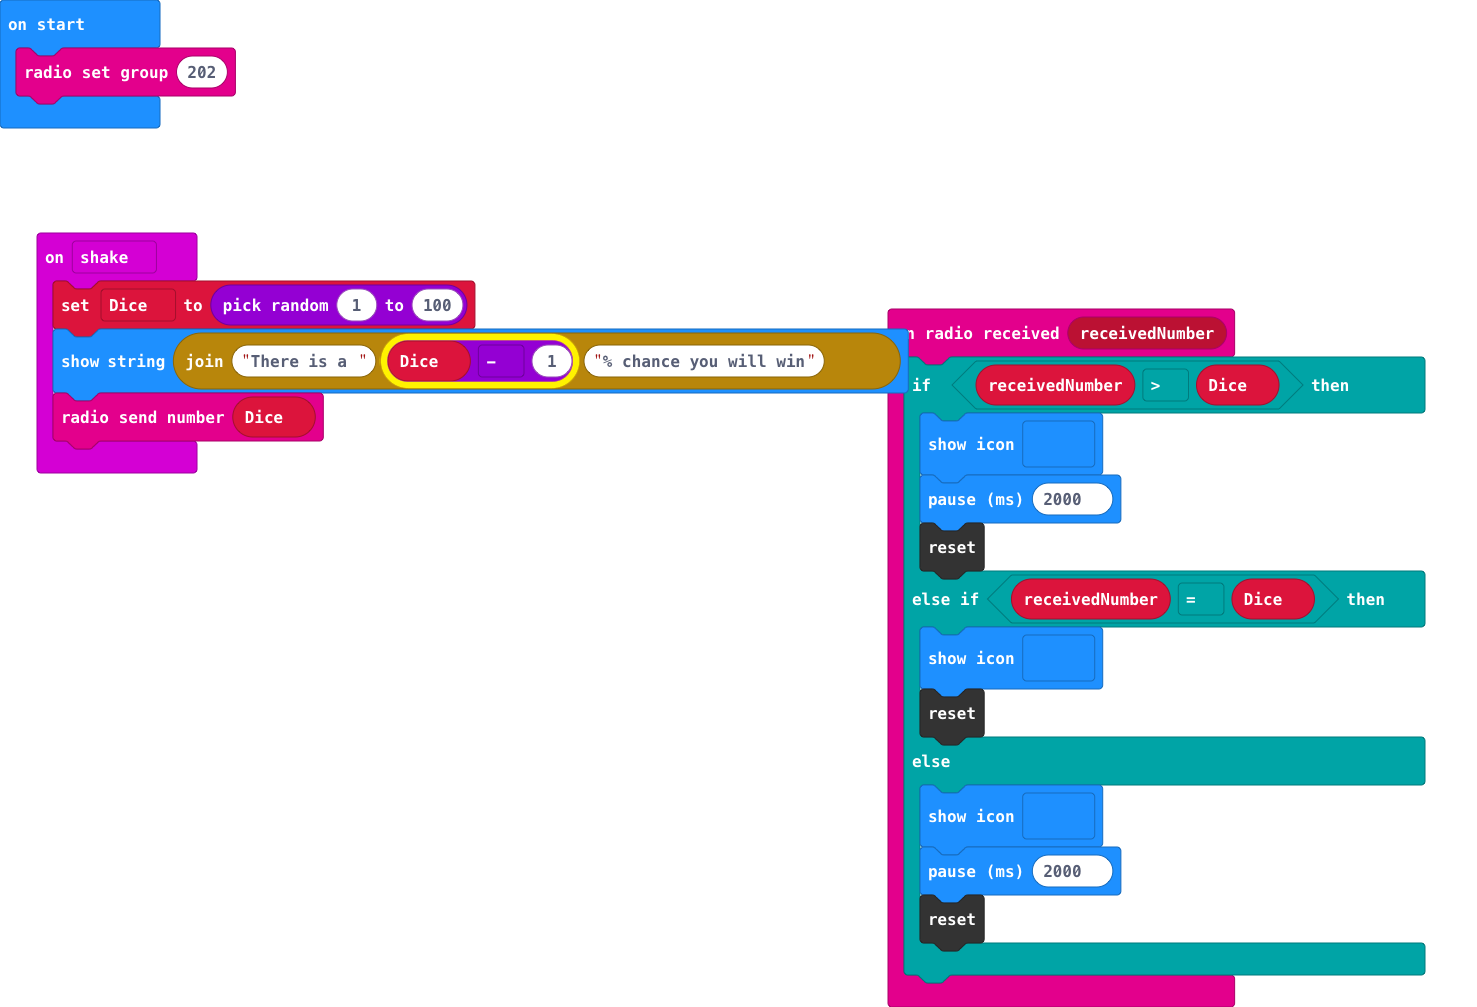 on start
radio set group 202
on shake
set Dice to pick random 1 to 100
show string join "There is a " Dice - 1 "% chance you will win"
radio send number Dice
n radio received receivedNumber
if receivedNumber > Dice then
show icon
pause (ms) 2000
reset
else if receivedNumber = Dice then
show icon
reset
else
show icon
pause (ms) 2000
reset